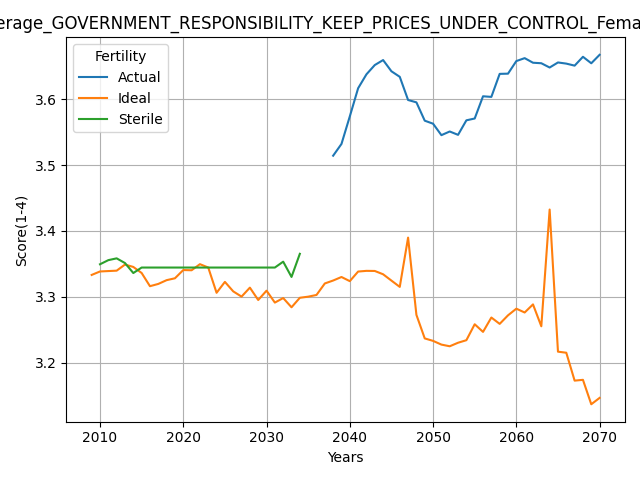 erage_GOVERNMENT_RESPONSIBILITY_KEEP_PRICES_UNDER_CONTROL_Fema
Fertility
Actual
Ideal
Sterile
Score(1-4)
3.6
3.5
3.4
3.3
3.2
2010 2020 2030 2040 2050 2060 2070
Years